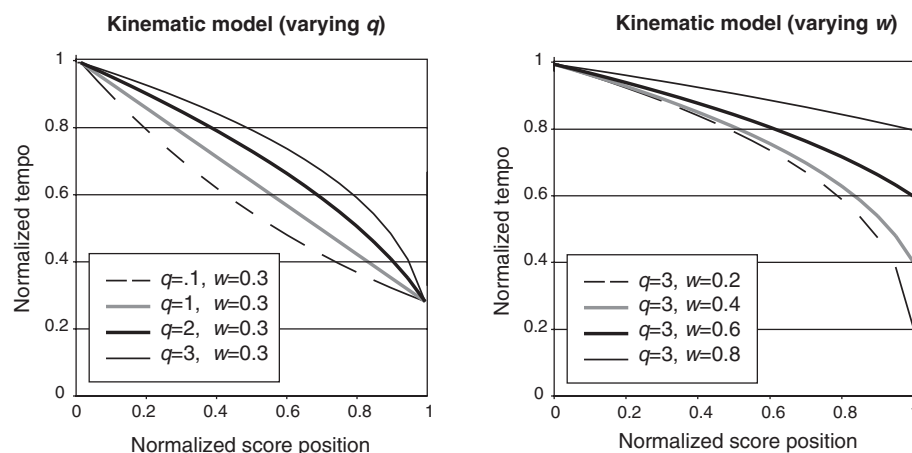 Kinematic model (varying q)
1
0.8
0.6
0.4
0.2
0
Normalized tempo
q=.1, w=0.3
q=1, w=0.3
q=2, w=0.3
q=3, w=0.3
0
0.2
0.4
0.6
0.8
1
Normalized score position
Kinematic model (varying w)
1
0.8
0.6
0.4
0.2
0
Normalized tempo
q=3, w=0.2
q=3, w=0.4
q=3, w=0.6
q=3, w=0.8
0
0.2
0.4
0.6
0.8
1
Normalized score position